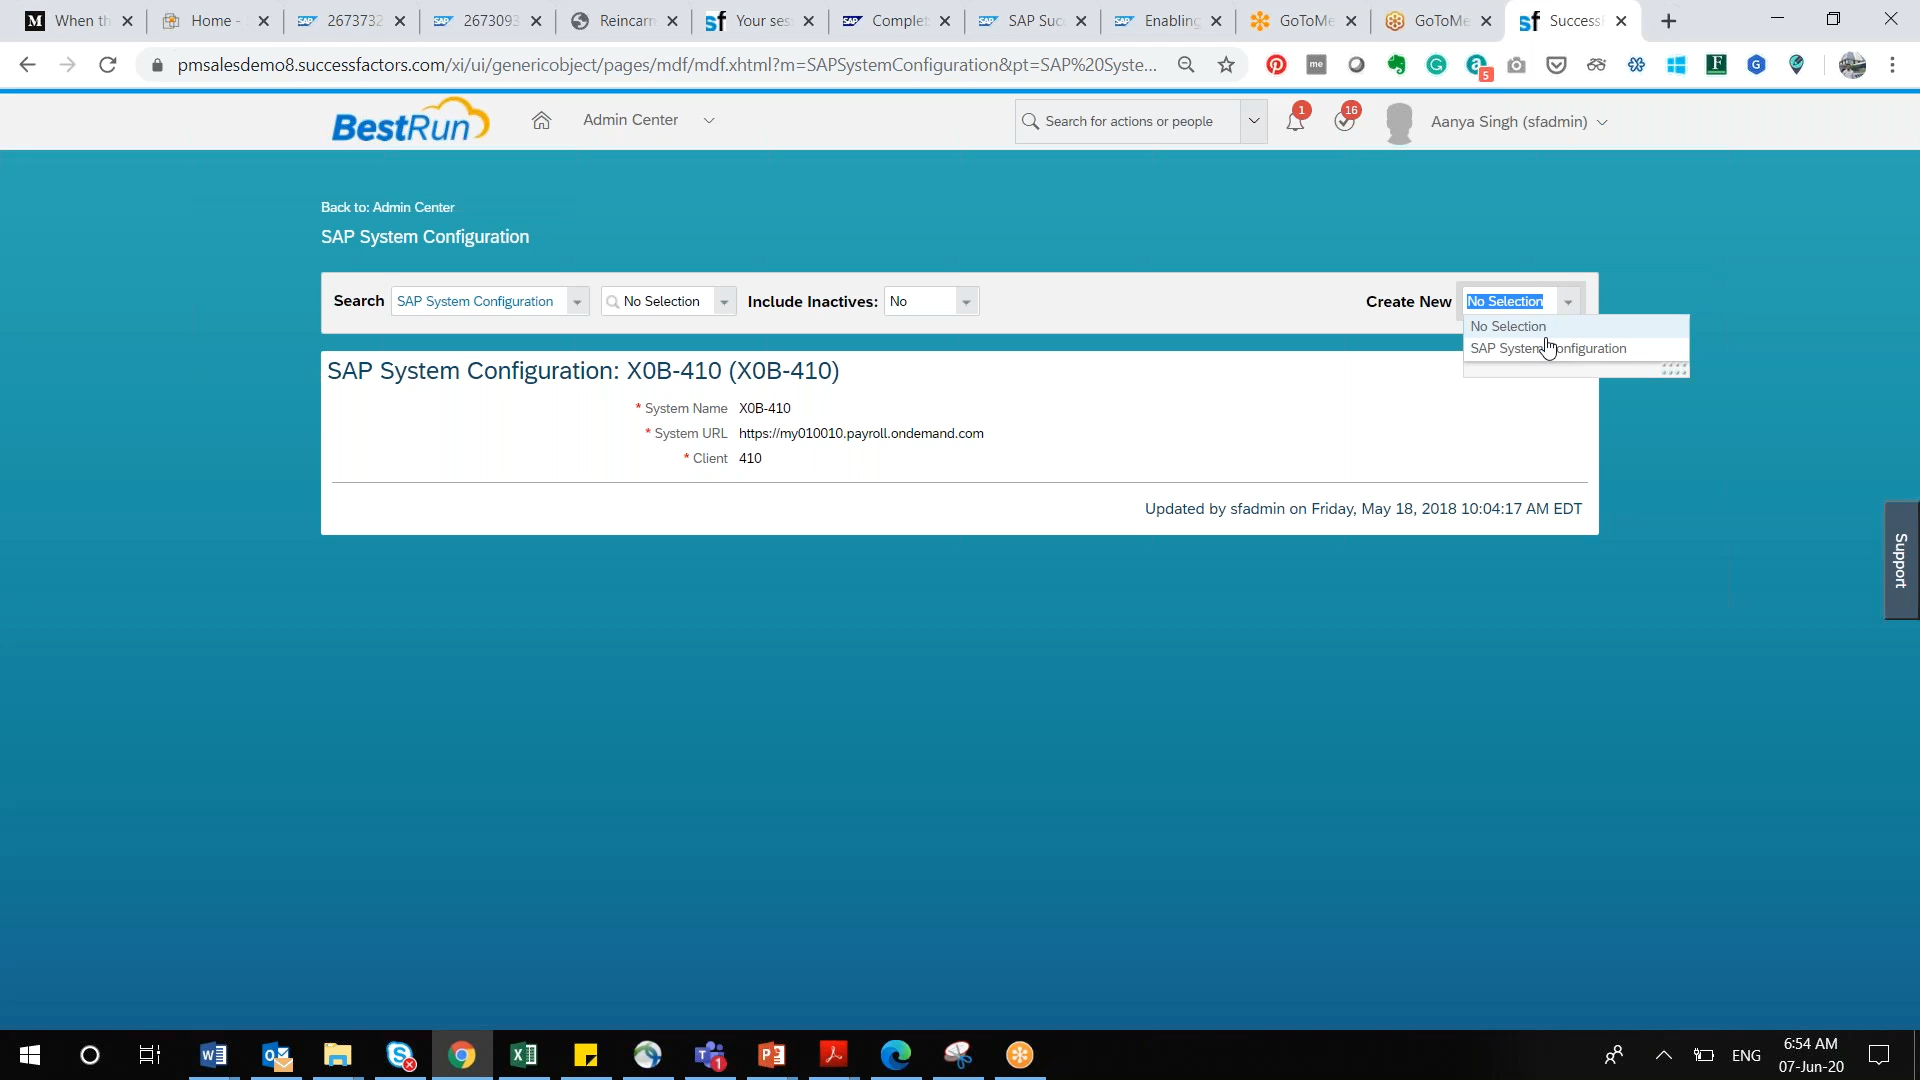 When th
Home -
2673732
2673093
Reincarn
Your ses
Complet
SAP Suc
Enabling
GoToMe
GoToMe
Successf
pmsalesdemo8.successfactors.com/xi/ui/genericobject/pages/mdf/mdf.xhtml?m=SAPSystemConfiguration&pt=SAP%20Syste...
me
5
BestRun
Admin Center
Search for actions or people
1
16
Aanya Singh (sfadmin)
Back to: Admin Center
SAP System Configuration
Search
SAP System Configuration
No Selection
Include Inactives:
No
Create New
No Selection
No Selection
SAP System Configuration
SAP System Configuration: X0B-410 (X0B-410)
* System Name X0B-410
* System URL https://my010010.payroll.ondemand.com
* Client 410
Updated by sfadmin on Friday, May 18, 2018 10:04:17 AM EDT
Support
ENG
6:54 AM
07-Jun-20